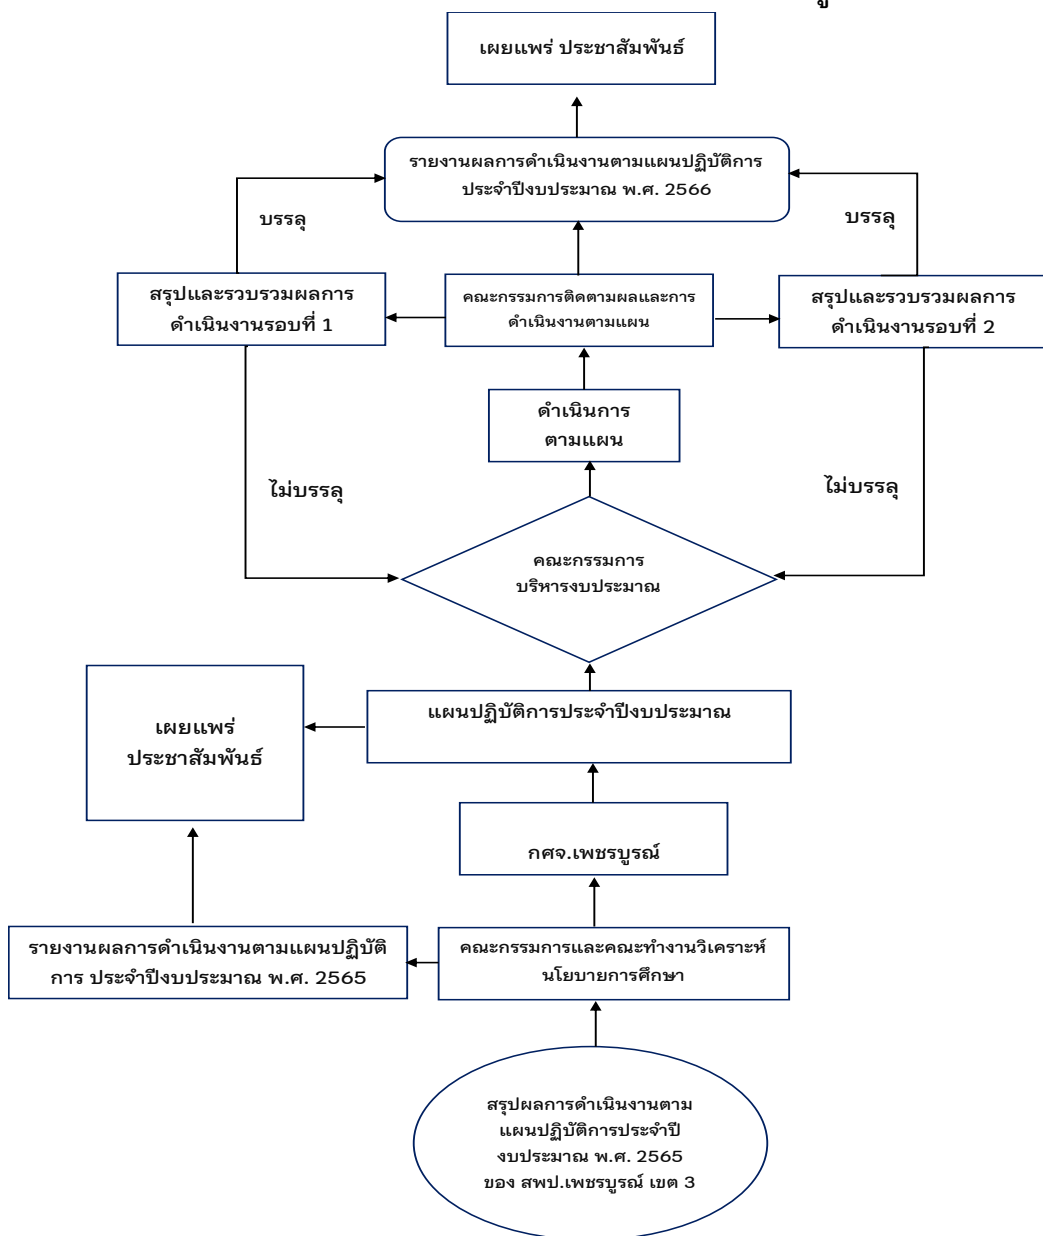 เผยแพร่ ประชาสัมพันธ์
รายงานผลการดำเนินงานตามแผนปฏิบัติการ
ประจำปีงบประมาณ พ.ศ. 2566
บรรลุ
บรรลุ
สรุปและรวบรวมผลการ
ดำเนินงานรอบที่ 1
คณะกรรมการติดตามผลและการ
ดำเนินงานตามแผน
สรุปและรวบรวมผลการ
ดำเนินงานรอบที่ 2
ดำเนินการ
ตามแผน
ไม่บรรลุ
ไม่บรรลุ
คณะกรรมการ
บริหารงบประมาณ
แผนปฏิบัติการประจำปีงบประมาณ
เผยแพร่
ประชาสัมพันธ์
กศจ.เพชรบูรณ์
รายงานผลการดำเนินงานตามแผนปฏิบัติ
การ ประจำปีงบประมาณ พ.ศ. 2565
คณะกรรมการและคณะทำงานวิเคราะห์
นโยบายการศึกษา
สรุปผลการดำเนินงานตาม
แผนปฏิบัติการประจำปี
งบประมาณ พ.ศ. 2565
ของ สพป.เพชรบูรณ์ เขต 3